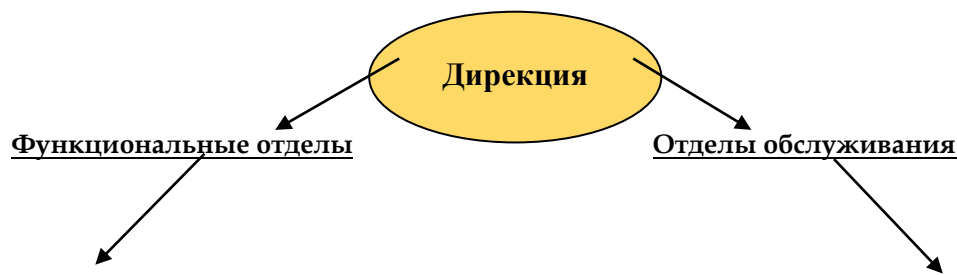 Дирекция
Функциональные отделы
Отделы обслуживания